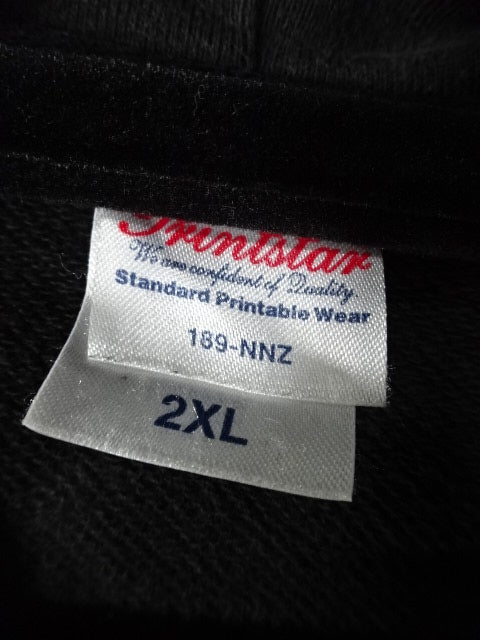 Printstar
We are confident of Quality
Standard Printable Wear
189-NNZ
2XL